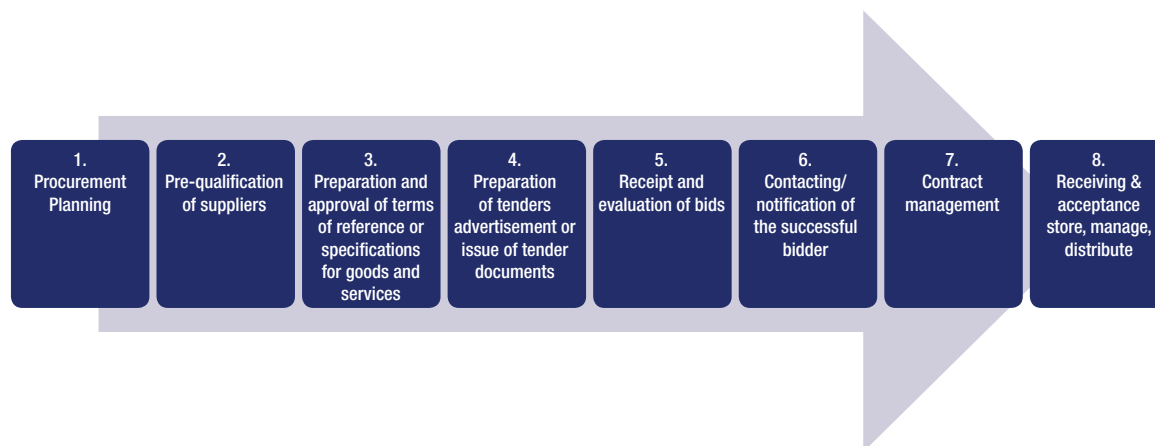 1.
Procurement
Planning
2.
Pre-qualification
of suppliers
3.
Preparation and
approval of terms
of reference or
specifications
for goods and
services
4.
Preparation
of tenders
advertisement or
issue of tender
documents
5.
Receipt and
evaluation of bids
6.
Contacting/
notification of
the successful
bidder
7.
Contract
management
8.
Receiving &
acceptance
store, manage,
distribute